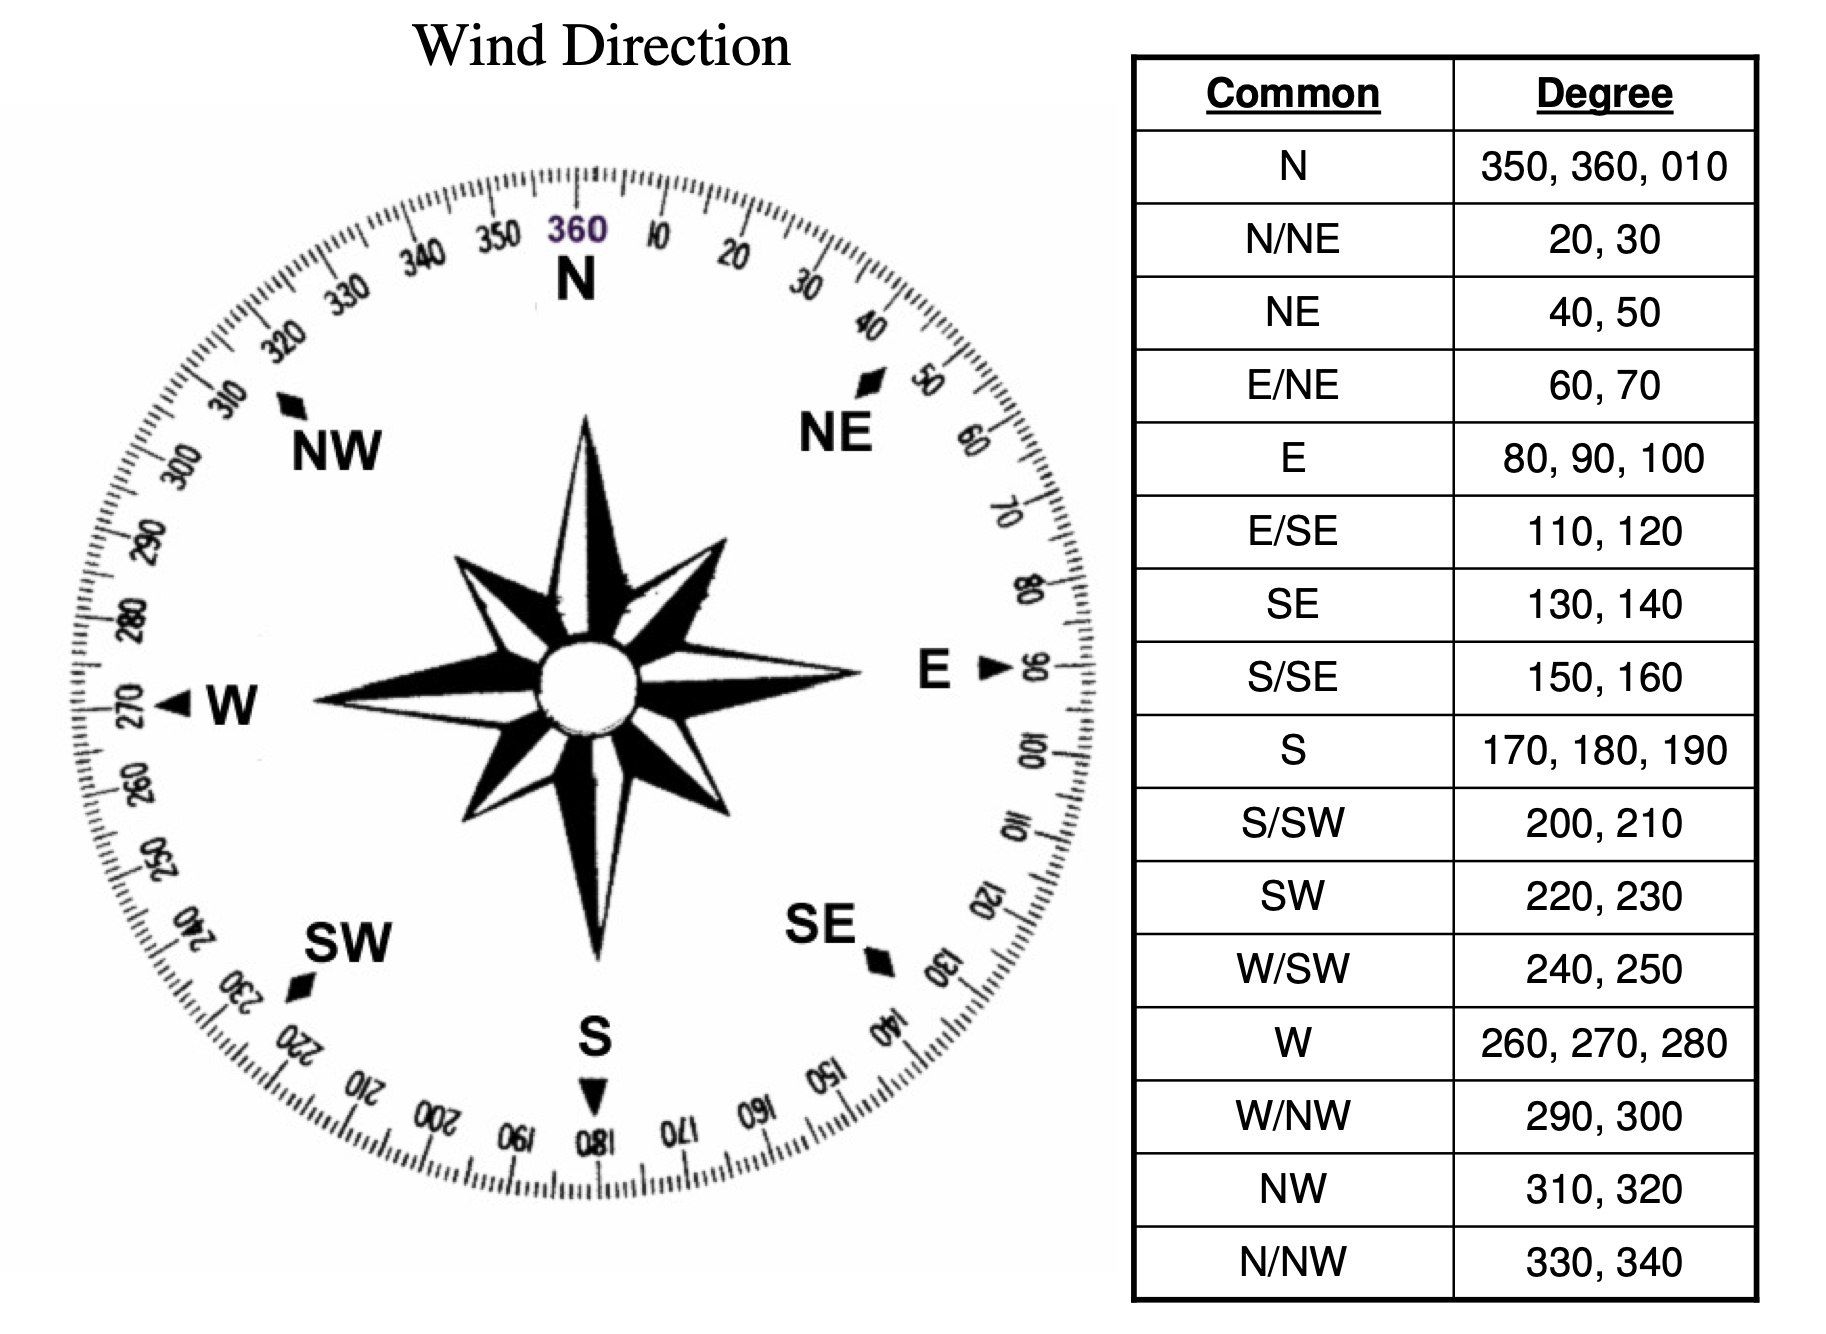 Wind Direction
360
N
10
20
30
40
50
60
70
80
90
100
110
120
130
140
150
160
170
180
190
200
210
220
230
240
250
260
270
280
290
300
310
320
330
340
350
NW
NE
W
E
SW
SE
S
Common Degree
N 350, 360, 010
N/NE 20, 30
NE 40, 50
E/NE 60, 70
E 80, 90, 100
E/SE 110, 120
SE 130, 140
S/SE 150, 160
S 170, 180, 190
S/SW 200, 210
SW 220, 230
W/SW 240, 250
W 260, 270, 280
W/NW 290, 300
NW 310, 320
N/NW 330, 340